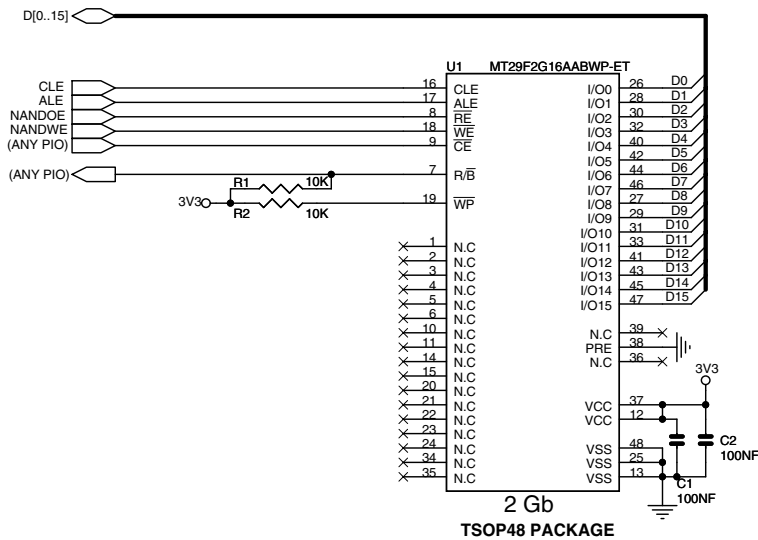 D[0..15]
U1 MT29F2G16AABWP-ET
CLE 16 CLE I/O0 26 D0
ALE 17 ALE I/O1 28 D1
NANDOE 8 RE I/O2 30 D2
NANDWE 18 WE I/O3 32 D3
(ANY PIO) 9 CE I/O4 40 D4
I/O5 42 D5
(ANY PIO) 7 R/B I/O6 44 D6
R1 10K I/O7 46 D7
3V3 19 WP I/O8 27 D8
R2 10K I/O9 29 D9
I/O10 31 D10
1 N.C I/O11 33 D11
2 N.C I/O12 41 D12
3 N.C I/O13 43 D13
4 N.C I/O14 45 D14
5 N.C I/O15 47 D15
6 N.C
10 N.C N.C 39
11 N.C PRE 38
14 N.C N.C 36
15 N.C
20 N.C 3V3
21 N.C VCC 37
22 N.C VCC 12
23 N.C
24 N.C VSS 48 C2
34 N.C VSS 25 100NF
35 N.C VSS 13 C1
100NF
2 Gb
TSOP48 PACKAGE